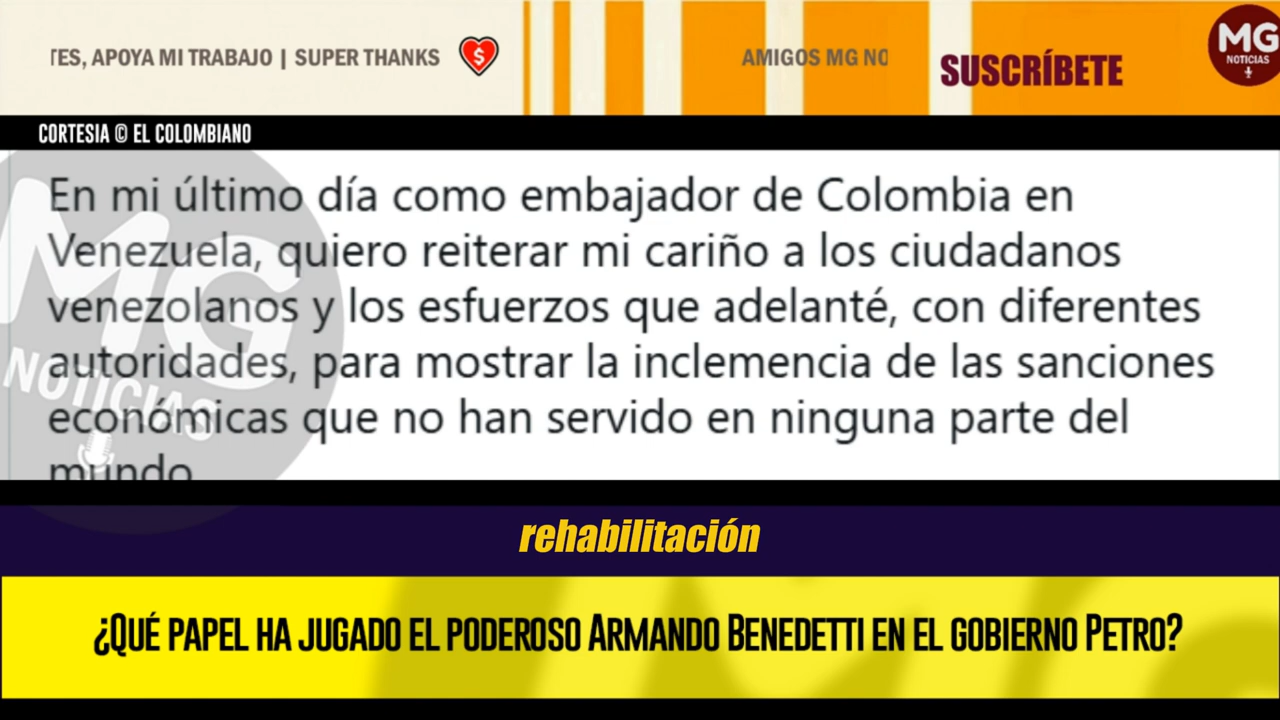 TES, APOYA MI TRABAJO | SUPER THANKS
AMIGOS MG NO
SUSCRÍBETE
MG
NOTICIAS
CORTESIA © EL COLOMBIANO
En mi último día como embajador de Colombia en
Venezuela, quiero reiterar mi cariño a los ciudadanos
venezolanos y los esfuerzos que adelanté, con diferentes
autoridades, para mostrar la inclemencia de las sanciones
económicas que no han servido en ninguna parte del
mundo
MG
NOTICIAS
rehabilitación
¿QUÉ PAPEL HA JUGADO EL PODEROSO ARMANDO BENEDETTI EN EL GOBIERNO PETRO?